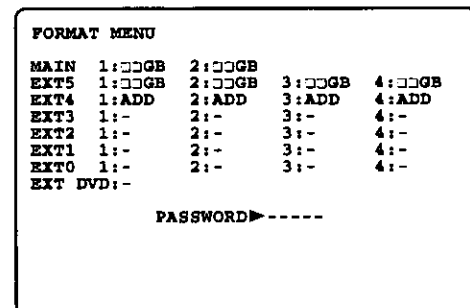 FORMAT MENU
MAIN 1:□□GB 2:□□GB
EXT5 1:□□GB 2:□□GB 3:□□GB 4:□□GB
EXT4 1:ADD 2:ADD 3:ADD 4:ADD
EXT3 1:- 2:- 3:- 4:-
EXT2 1:- 2:- 3:- 4:-
EXT1 1:- 2:- 3:- 4:-
EXT0 1:- 2:- 3:- 4:-
EXT DVD:-
PASSWORD►-----